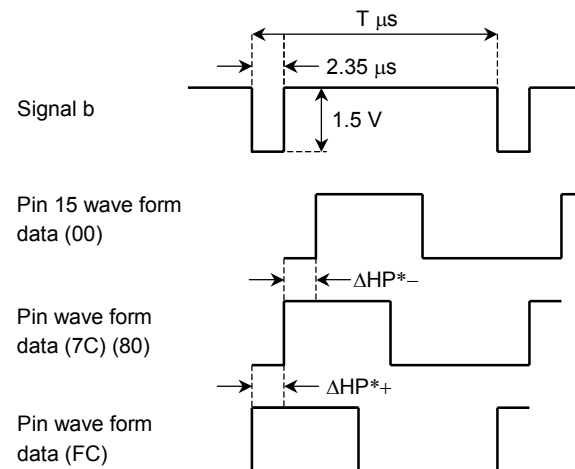 T μs
2.35 μs
Signal b
1.5 V
Pin 15 wave form
data (00)
ΔHP*−
Pin wave form
data (7C) (80)
ΔHP*+
Pin wave form
data (FC)